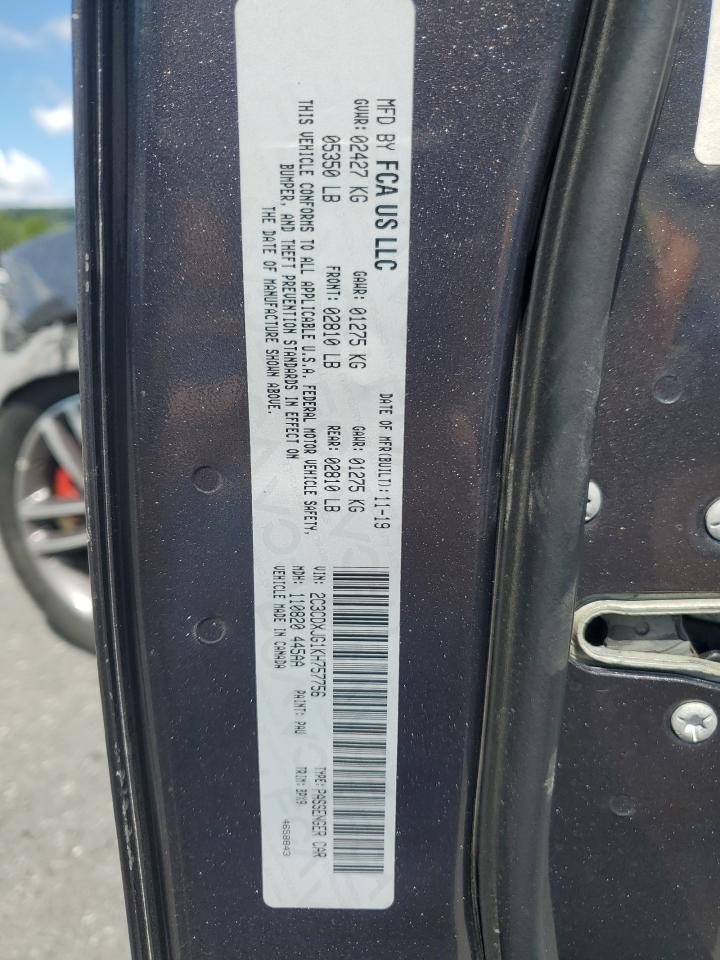 MFD BY FCA US LLC
DATE OF MFR(BUILT):11-19
GVWR: 02427 KG GAWR: 01275 KG GAWR: 01275 KG
05350 LB FRONT: 02810 LB REAR: 02810 LB
THIS VEHICLE CONFORMS TO ALL APPLICABLE U.S.A. FEDERAL MOTOR VEHICLE SAFETY,
BUMPER, AND THEFT PREVENTION STANDARDS IN EFFECT ON
THE DATE OF MANUFACTURE SHOWN ABOVE.
VIN: 2C3CDXJG1KH757756 TYPE: PASSENGER CAR
MDH: 110820 445AA PAINT: PAU TRIM: BPX9
VEHICLE MADE IN CANADA 4658843